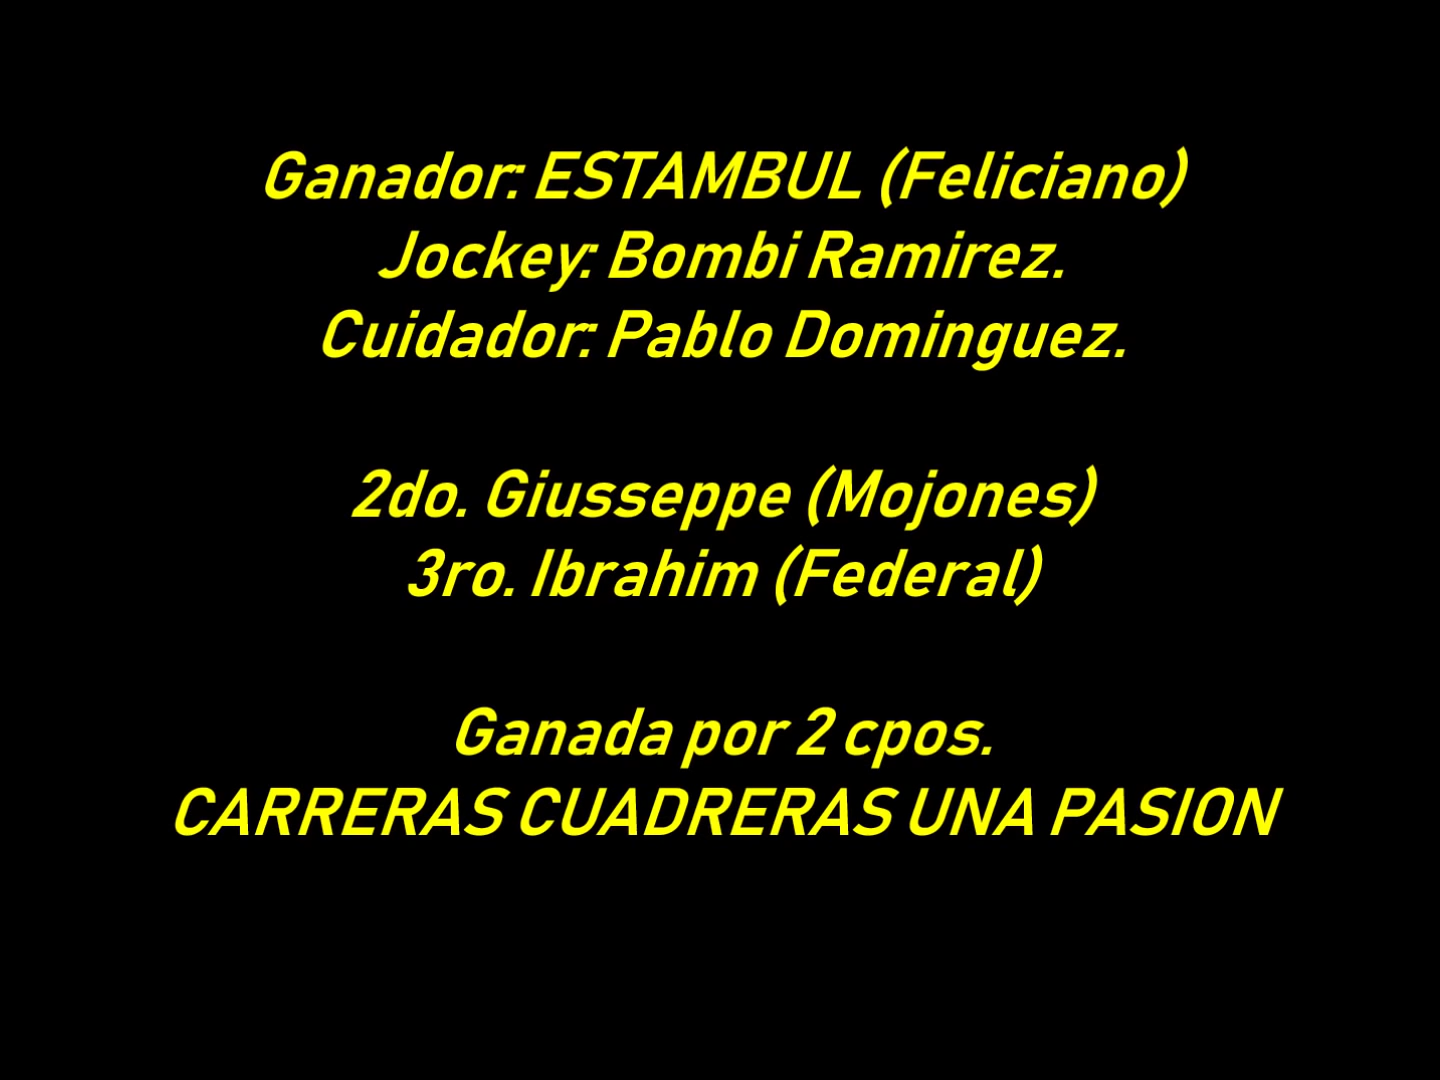 Ganador: ESTAMBUL (Feliciano)
Jockey: Bombi Ramirez.
Cuidador: Pablo Dominguez.
2do. Giusseppe (Mojones)
3ro. Ibrahim (Federal)
Ganada por 2 cpos.
CARRERAS CUADRERAS UNA PASION